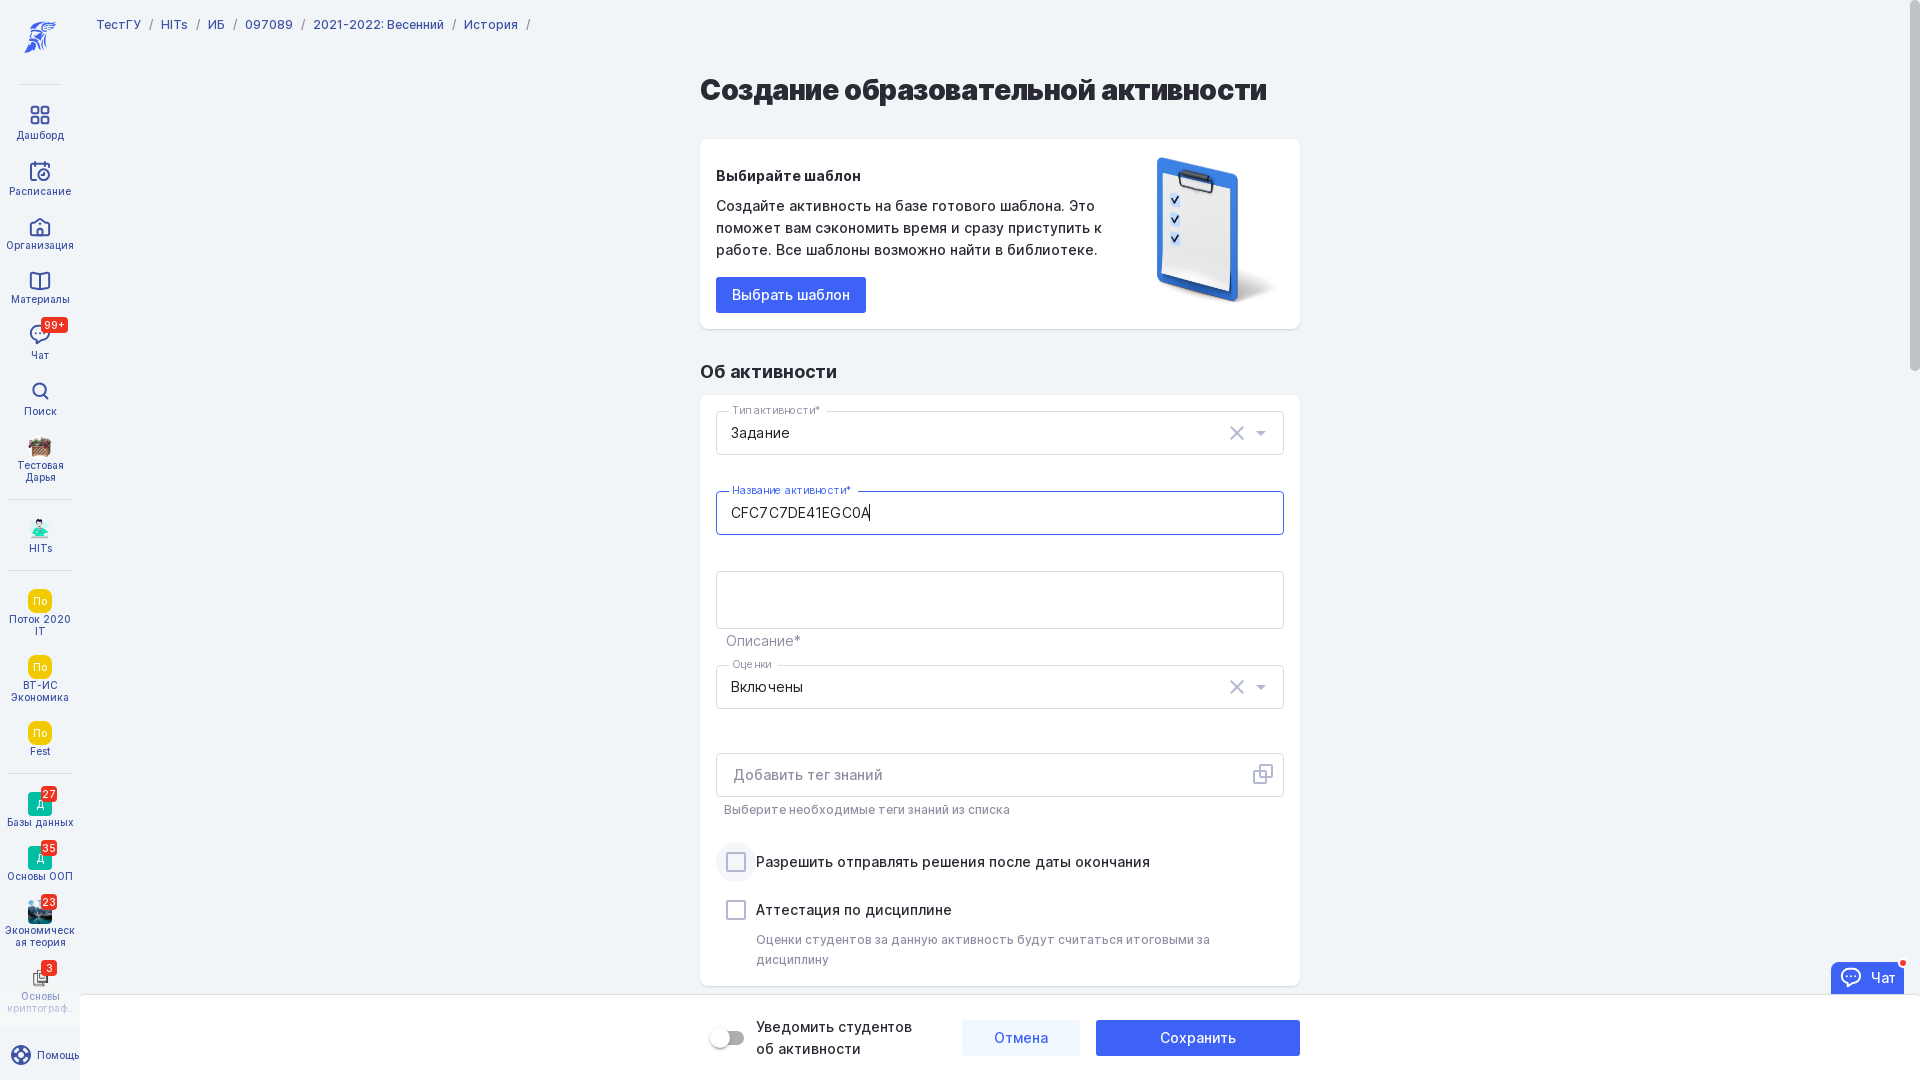 ТестГУ / HITs / ИБ / 097089 / 2021-2022: Весенний / История /
Дашборд
Расписание
Организация
Материалы
99+
Чат
Поиск
Тестовая
Дарья
HITs
По
Поток 2020
IT
По
ВТ-ИС
Экономика
По
Fest
27
Д
Базы данных
35
Д
Основы ООП
23
Экономическ
ая теория
3
Основы
криптограф...
Помощь
Создание образовательной активности
Выбирайте шаблон
Создайте активность на базе готового шаблона. Это
поможет вам сэкономить время и сразу приступить к
работе. Все шаблоны возможно найти в библиотеке.
Выбрать шаблон
Об активности
Тип активности*
Задание
Название активности*
CFC7C7DE41EGC0A
Описание*
Оценки
Включены
Добавить тег знаний
Выберите необходимые теги знаний из списка
Разрешить отправлять решения после даты окончания
Аттестация по дисциплине
Оценки студентов за данную активность будут считаться итоговыми за
дисциплину
Чат
Уведомить студентов
об активности
Отмена
Сохранить